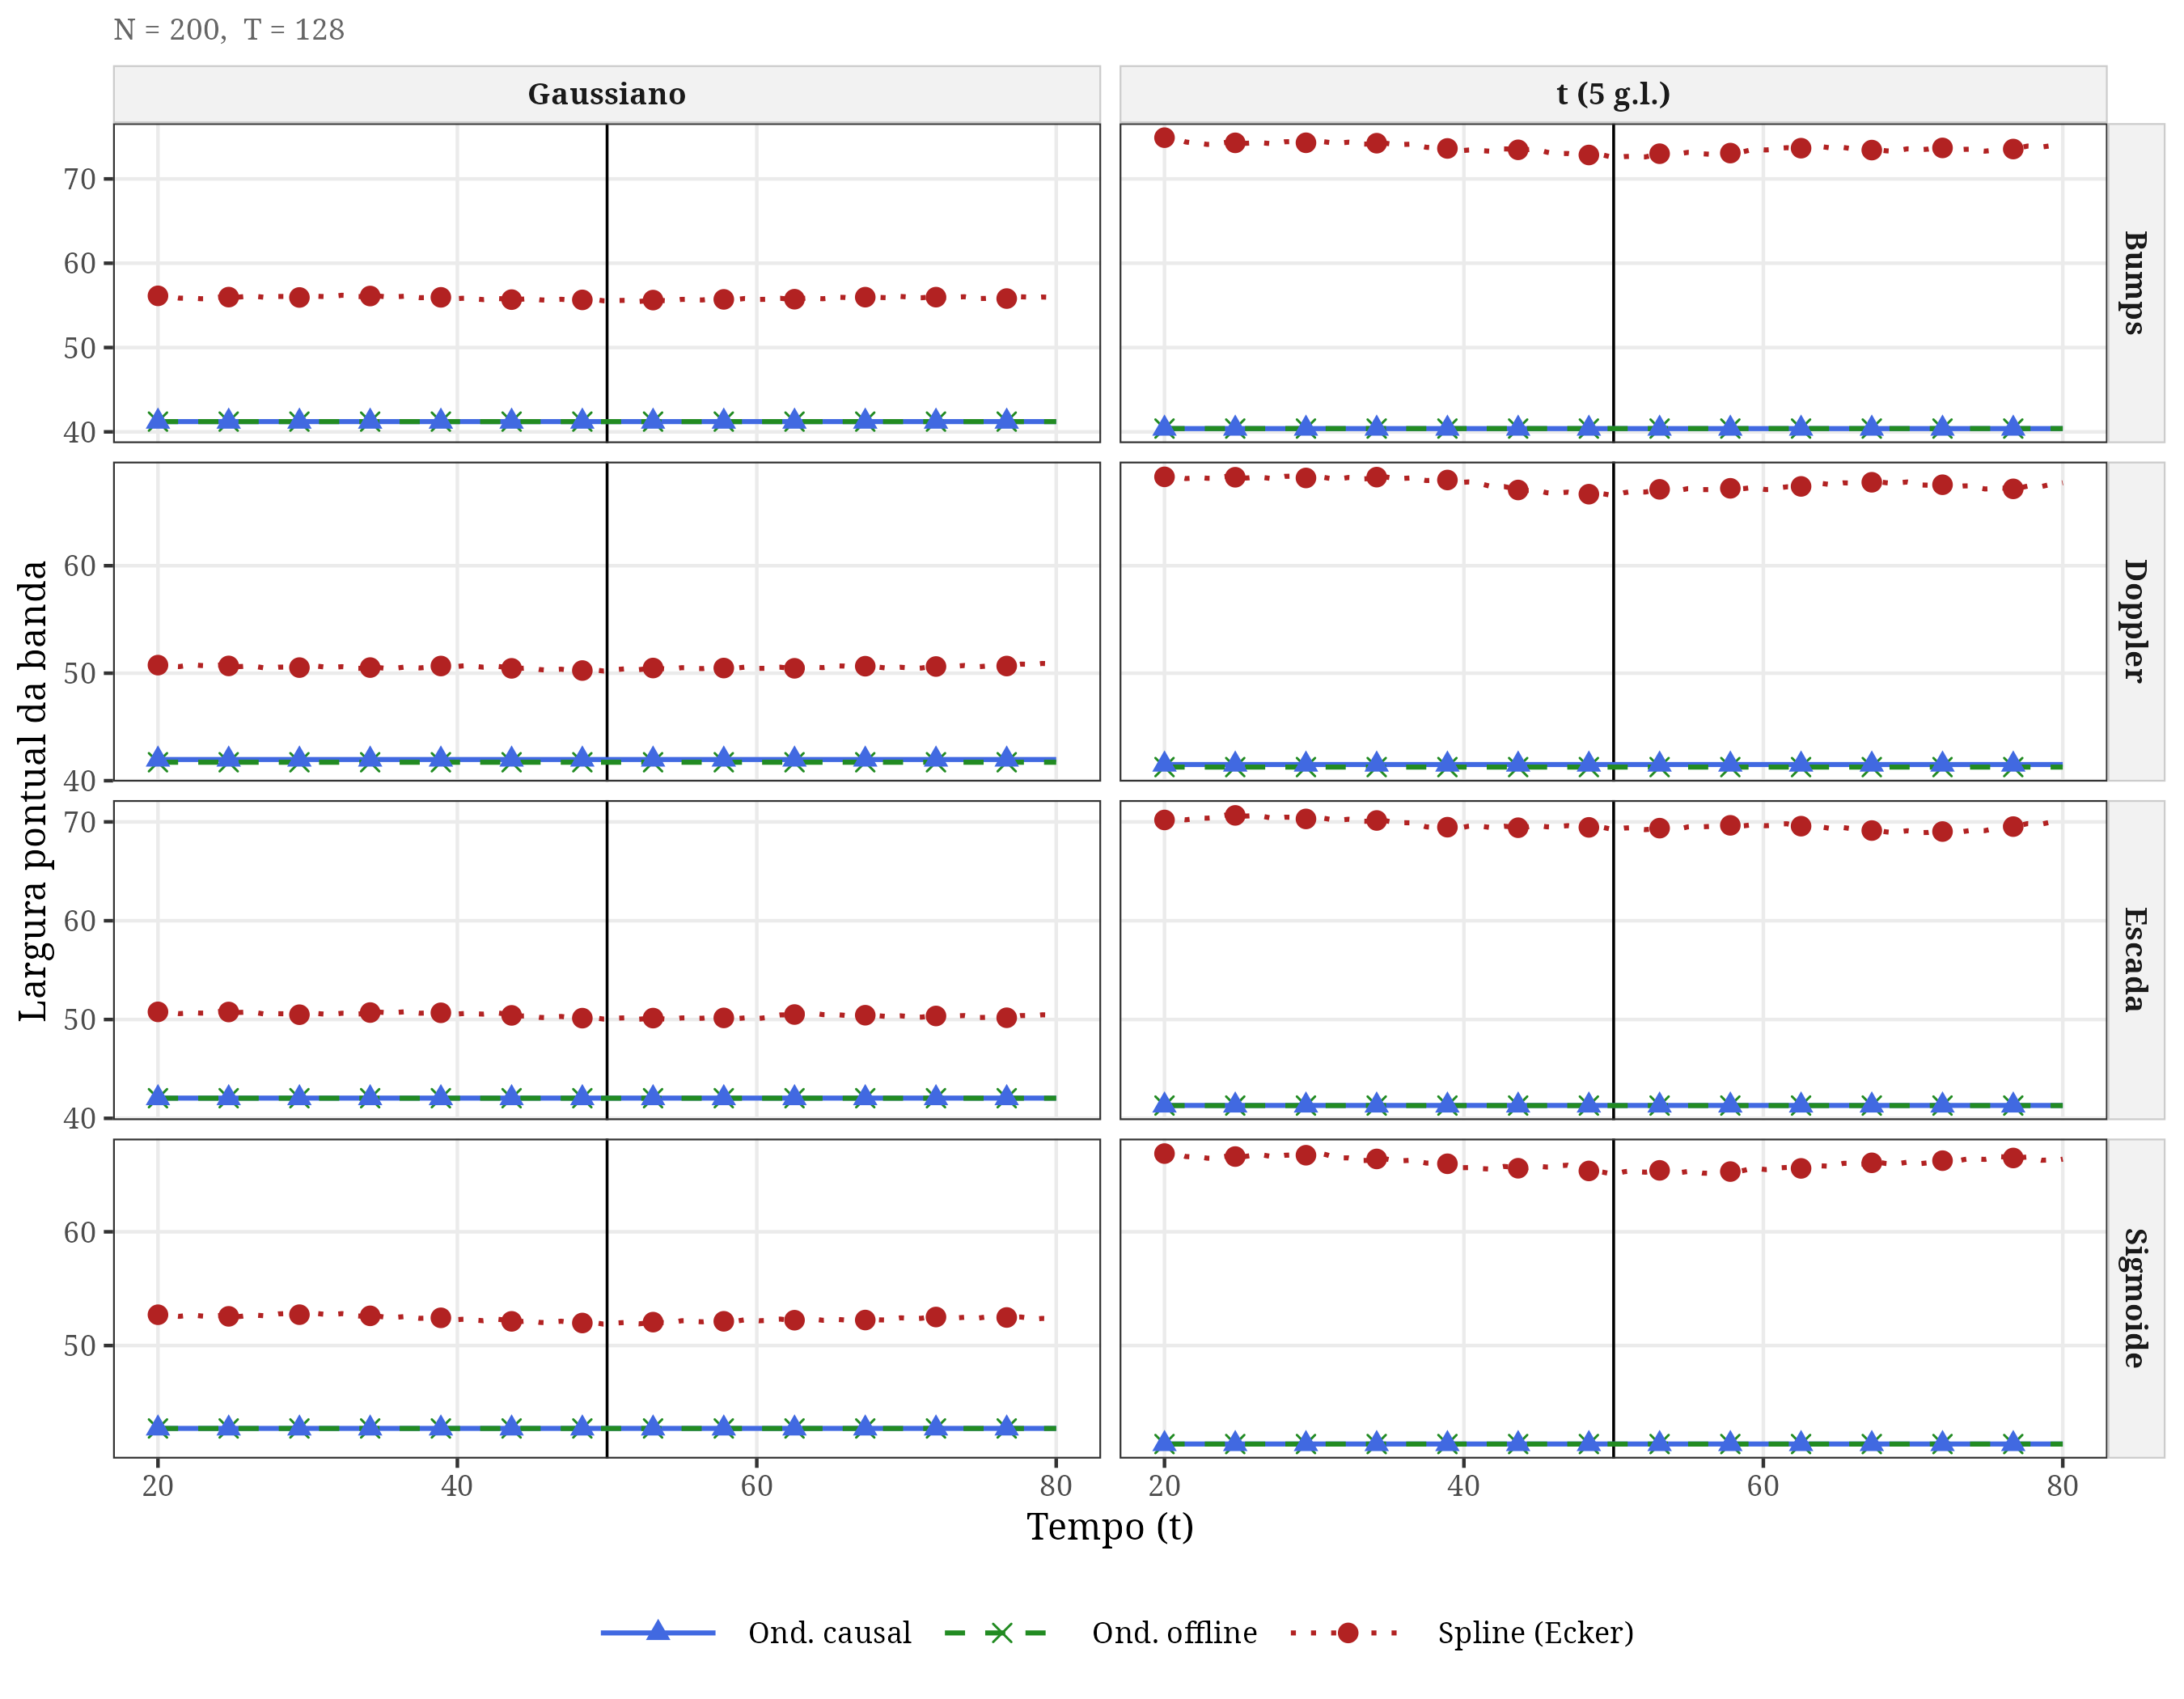 N = 200,  T = 128
Gaussiano
t (5 g.l.)
Largura pontual da banda
70
60
50
40
Bumps
60
50
40
Doppler
70
60
50
40
Escada
60
50
Sigmoide
20 40 60 80
20 40 60 80
Tempo (t)
Ond. causal
Ond. offline
Spline (Ecker)